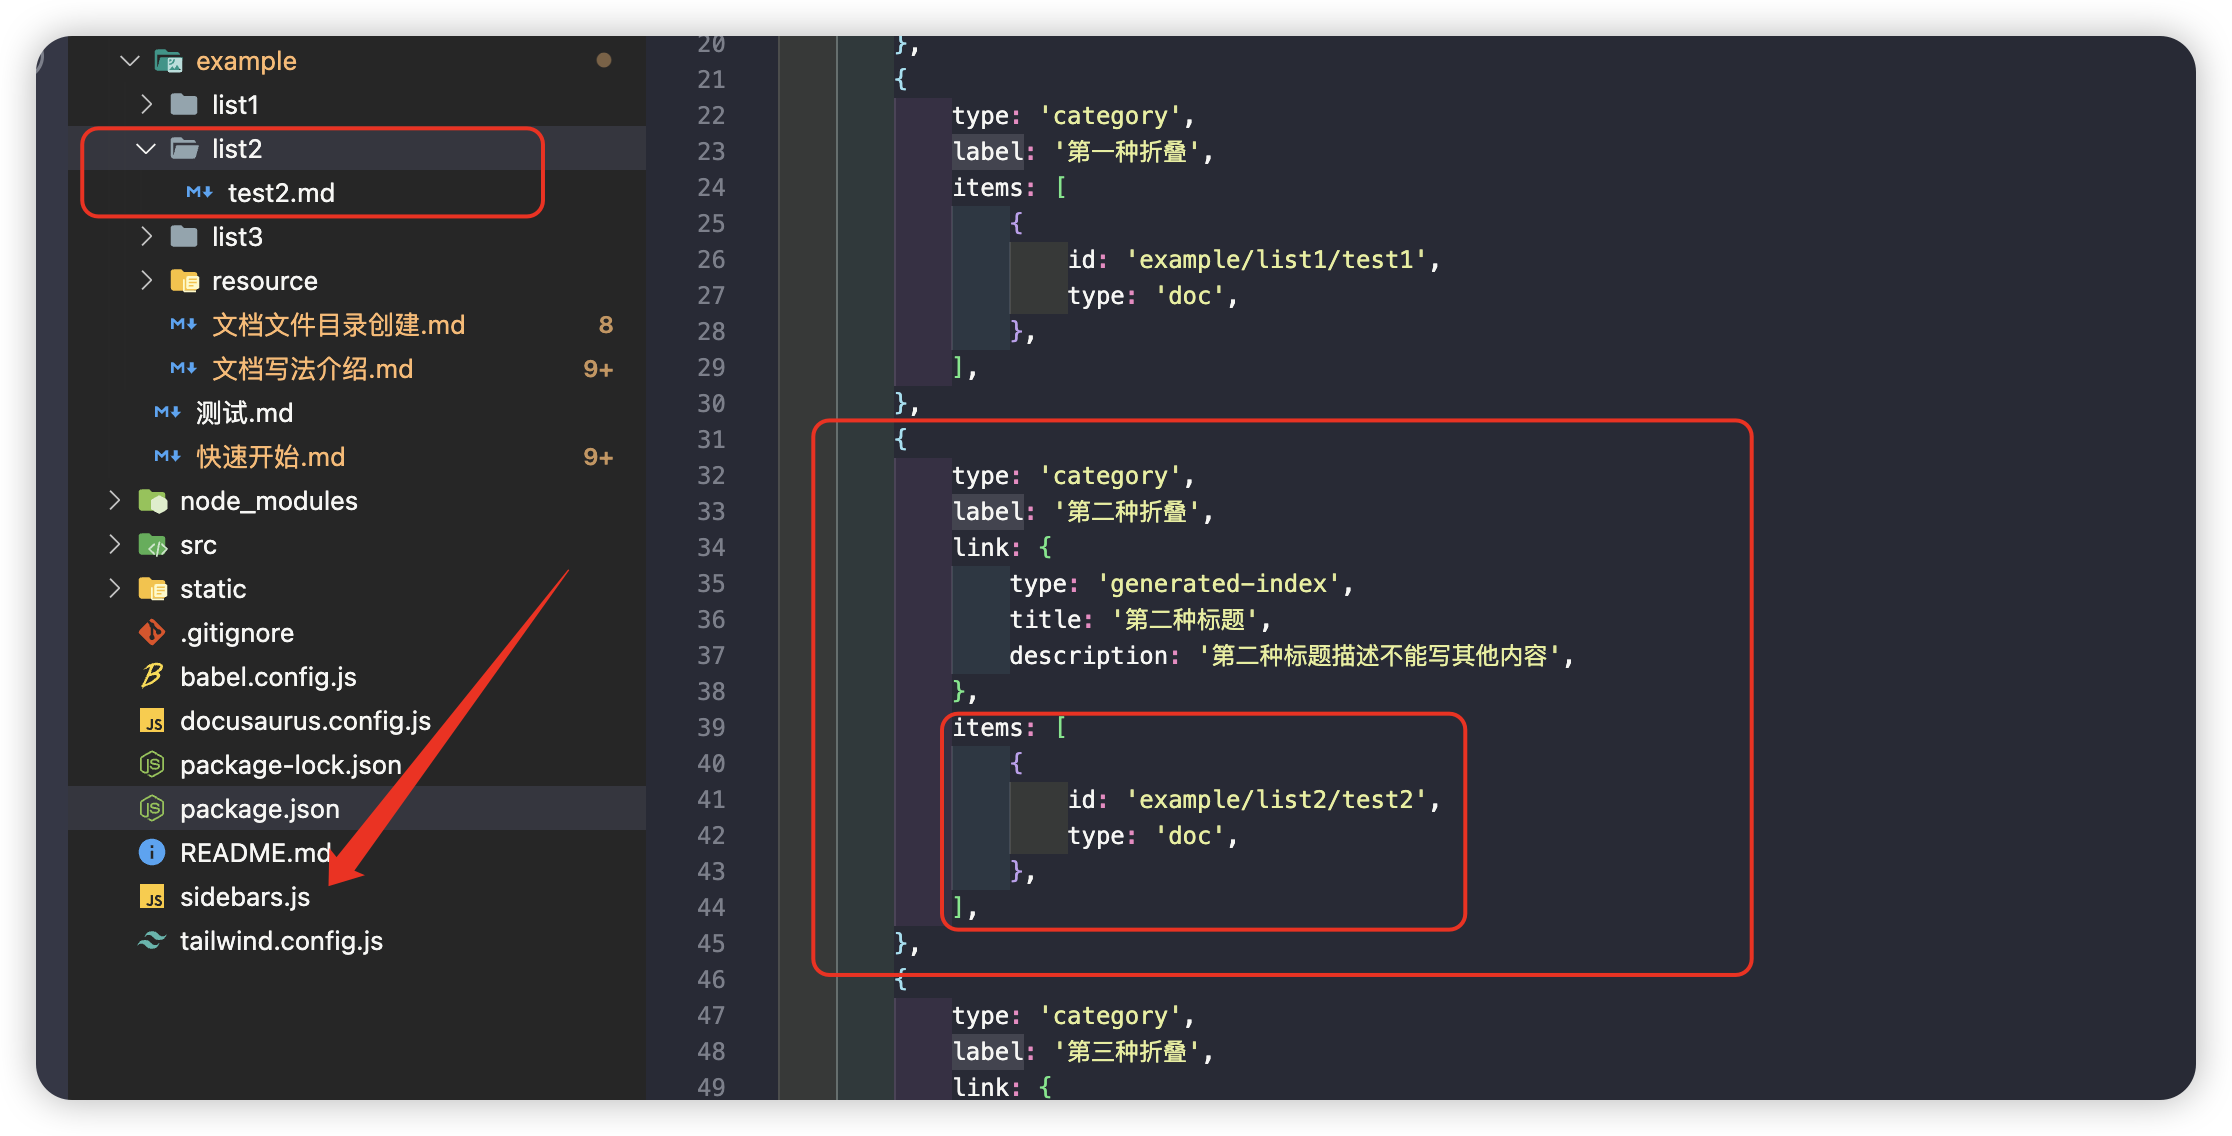 example
list1
list2
test2.md
list3
resource
文档文件目录创建.md 8
文档写法介绍.md 9+
测试.md
快速开始.md 9+
node_modules
src
static
.gitignore
babel.config.js
docusaurus.config.js
package-lock.json
package.json
README.md
sidebars.js
tailwind.config.js
20 },
21 {
22 type: 'category',
23 label: '第一种折叠',
24 items: [
25 {
26 id: 'example/list1/test1',
27 type: 'doc',
28 },
29 ],
30 },
31 {
32 type: 'category',
33 label: '第二种折叠',
34 link: {
35 type: 'generated-index',
36 title: '第二种标题',
37 description: '第二种标题描述不能写其他内容',
38 },
39 items: [
40 {
41 id: 'example/list2/test2',
42 type: 'doc',
43 },
44 ],
45 },
46 {
47 type: 'category',
48 label: '第三种折叠',
49 link: {